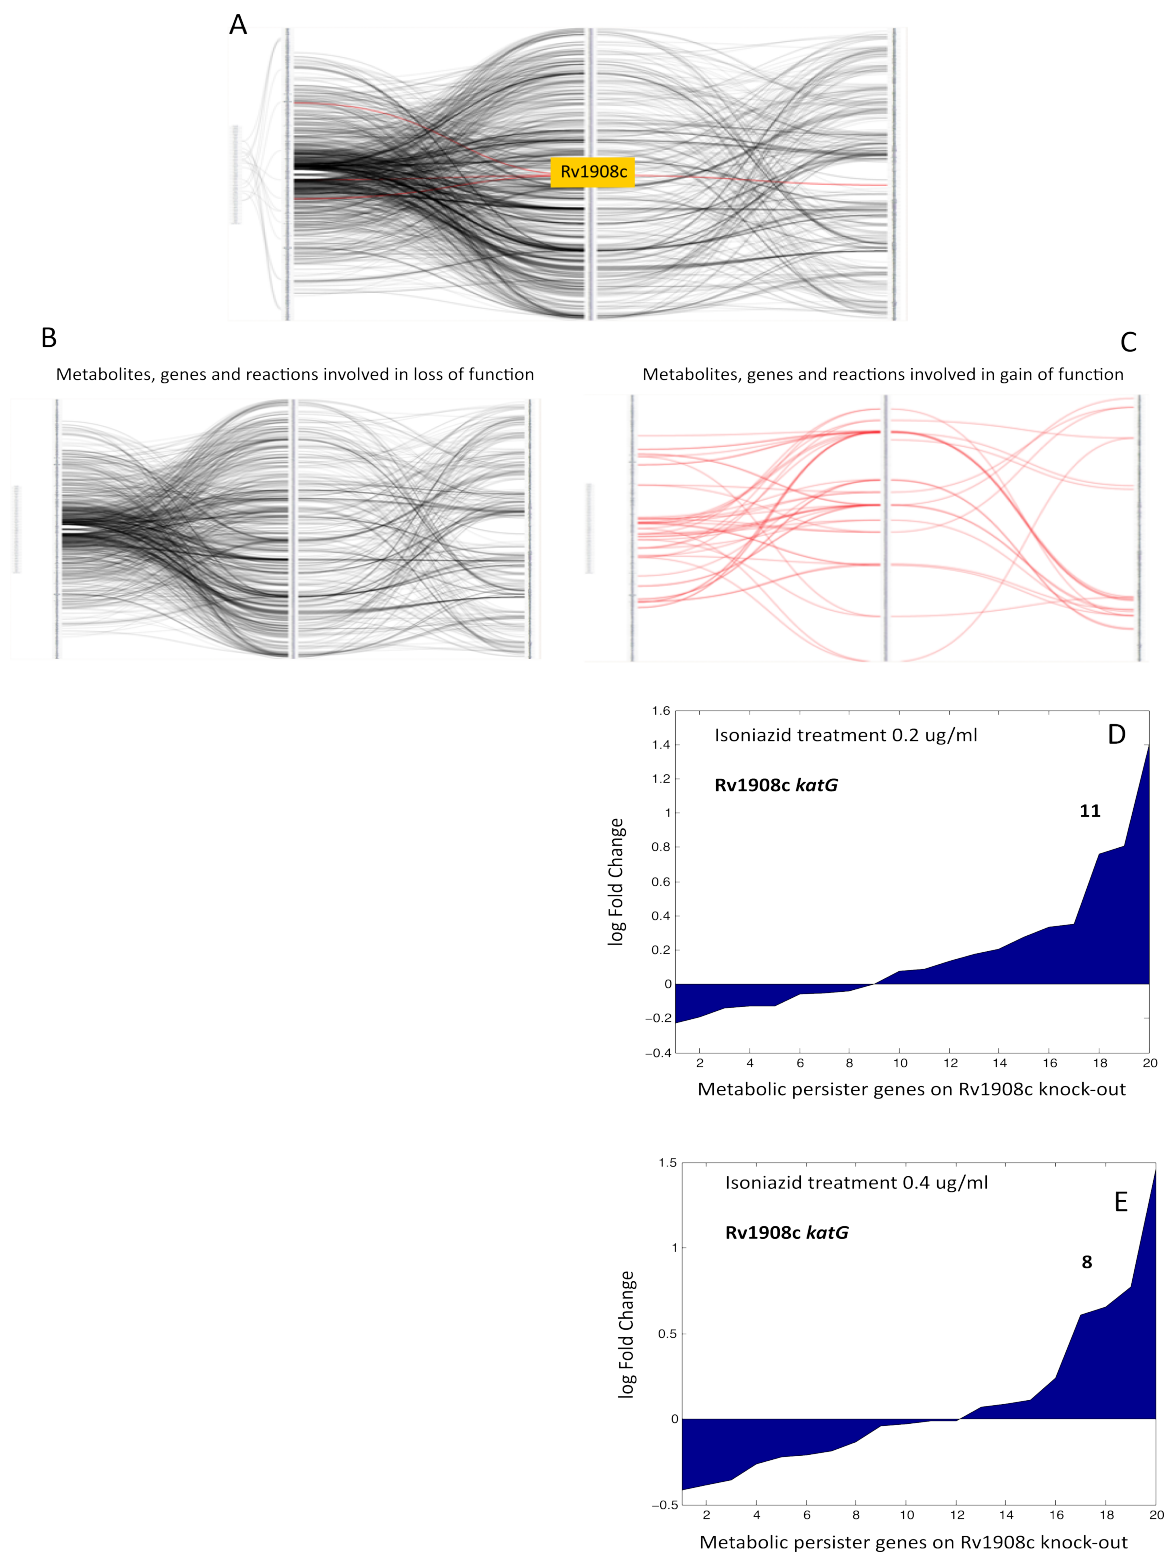 A
Rv1908c
B
C
Metabolites, genes and reactions involved in loss of function
Metabolites, genes and reactions involved in gain of function
1.6
1.4
1.2
1
0.8
0.6
0.4
0.2
0
−0.2
−0.4
log Fold Change
Isoniazid treatment 0.2 ug/ml
D
Rv1908c katG
11
2 4 6 8 10 12 14 16 18 20
Metabolic persister genes on Rv1908c knock-out
1.5
1
0.5
0
−0.5
log Fold Change
Isoniazid treatment 0.4 ug/ml
E
Rv1908c katG
8
2 4 6 8 10 12 14 16 18 20
Metabolic persister genes on Rv1908c knock-out